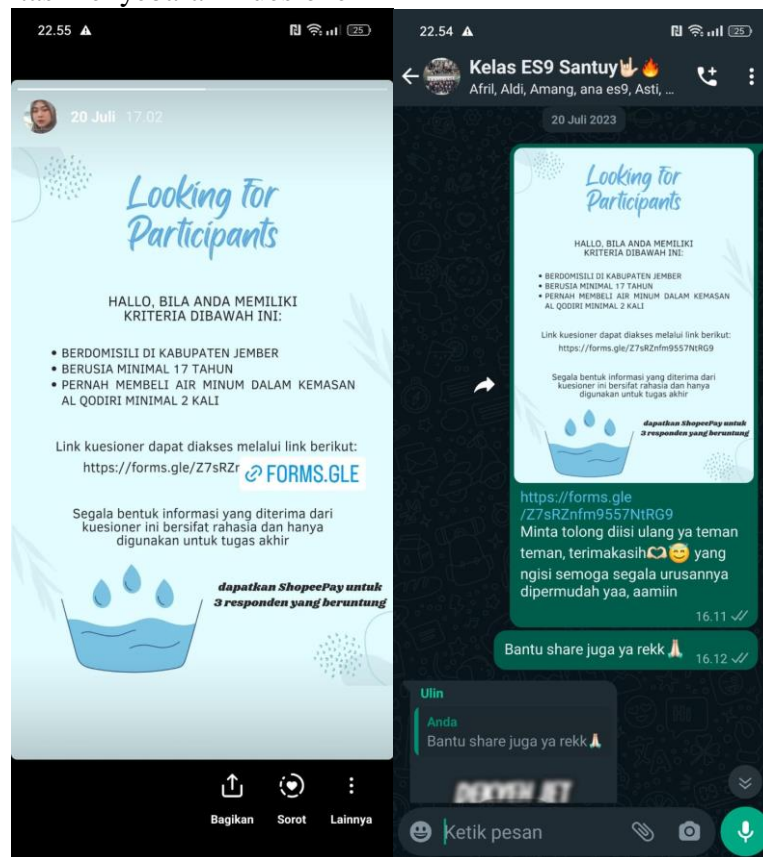 22.55
25
20 Juli 17.02
Looking for
Participants
HALLO, BILA ANDA MEMILIKI
KRITERIA DIBAWAH INI:
• BERDOMISILI DI KABUPATEN JEMBER
• BERUSIA MINIMAL 17 TAHUN
• PERNAH MEMBELI AIR MINUM DALAM KEMASAN
AL QODIRI MINIMAL 2 KALI
Link kuesioner dapat diakses melalui link berikut:
https://forms.gle/Z7sRZr
FORMS.GLE
Segala bentuk informasi yang diterima dari
kuesioner ini bersifat rahasia dan hanya
digunakan untuk tugas akhir
dapatkan ShopeePay untuk
3 responden yang beruntung
Bagikan Sorot Lainnya
22.54
25
Kelas ES9 Santuy🤟🏻🔥
Afril, Aldi, Amang, ana es9, Asti, ...
20 Juli 2023
Looking for
Participants
HALLO, BILA ANDA MEMILIKI
KRITERIA DIBAWAH INI:
• BERDOMISILI DI KABUPATEN JEMBER
• BERUSIA MINIMAL 17 TAHUN
• PERNAH MEMBELI AIR MINUM DALAM KEMASAN
AL QODIRI MINIMAL 2 KALI
Link kuesioner dapat diakses melalui link berikut:
https://forms.gle/Z7sRZnfm9557NtRG9
Segala bentuk informasi yang diterima dari
kuesioner ini bersifat rahasia dan hanya
digunakan untuk tugas akhir
dapatkan ShopeePay untuk
3 responden yang beruntung
https://forms.gle
/Z7sRZnfm9557NtRG9
Minta tolong diisi ulang ya teman
teman, terimakasih🫶🏻😅 yang
ngisi semoga segala urusannya
dipermudah yaa, aamiin
16.11
Bantu share juga ya rekk🙏🏻
16.12
Ulin
Anda
Bantu share juga ya rekk🙏🏻
Ketik pesan